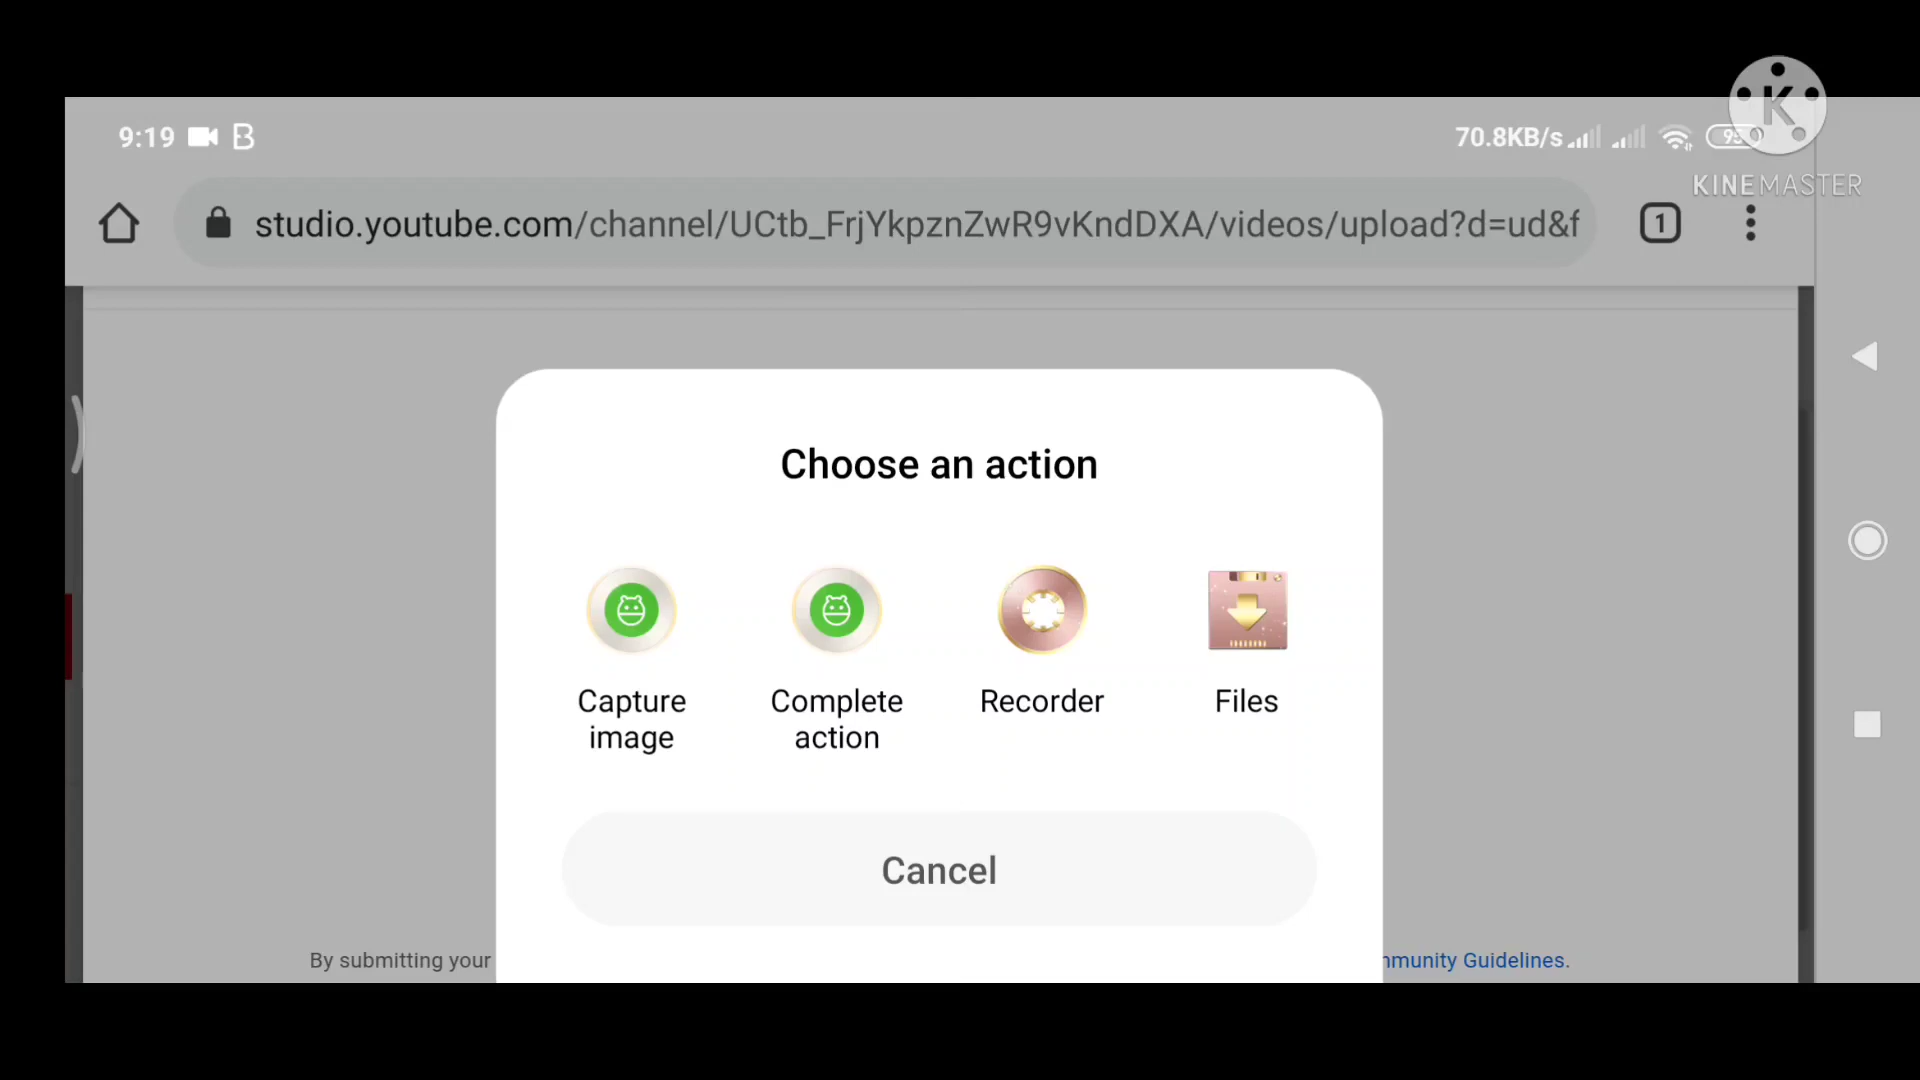 9:19
70.8KB/s
KINEMASTER
studio.youtube.com/channel/UCtb_FrjYkpznZwR9vKndDXA/videos/upload?d=ud&f
1
Choose an action
Capture image
Complete action
Recorder
Files
Cancel
By submitting your
Guidelines.